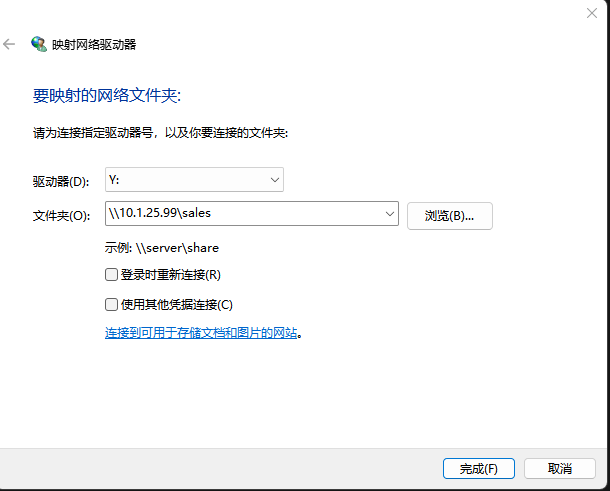 映射网络驱动器
要映射的网络文件夹:
请为连接指定驱动器号，以及你要连接的文件夹:
驱动器(D): Y:
文件夹(O): \\10.1.25.99\sales 浏览(B)...
示例: \\server\share
登录时重新连接(R)
使用其他凭据连接(C)
连接到可用于存储文档和图片的网站。
完成(F) 取消